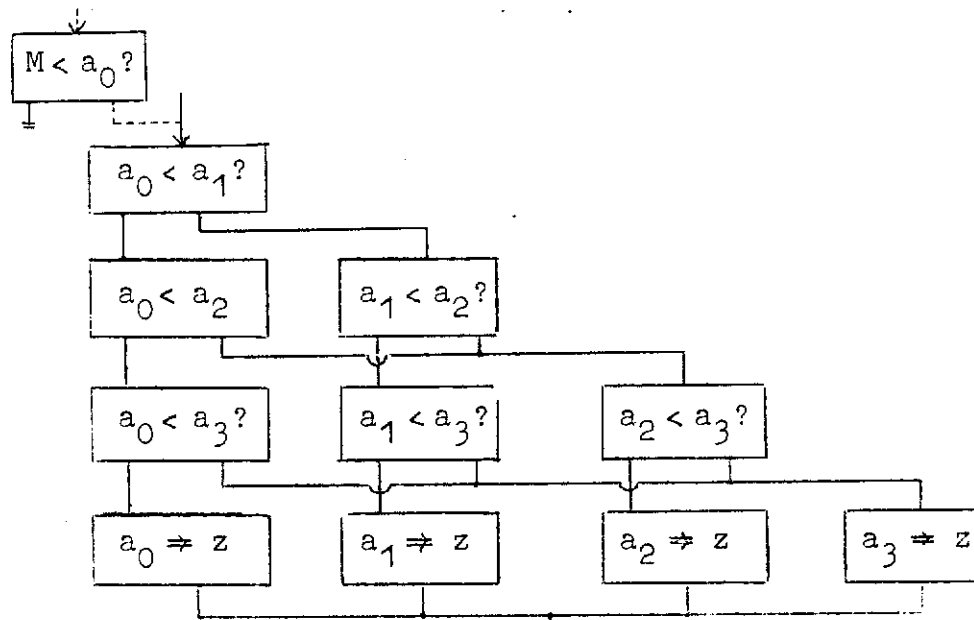 M < a₀?
a₀ < a₁?
a₀ < a₂ a₁ < a₂?
a₀ < a₃? a₁ < a₃? a₂ < a₃?
a₀ ⇒ z a₁ ⇒ z a₂ ⇒ z a₃ ⇒ z